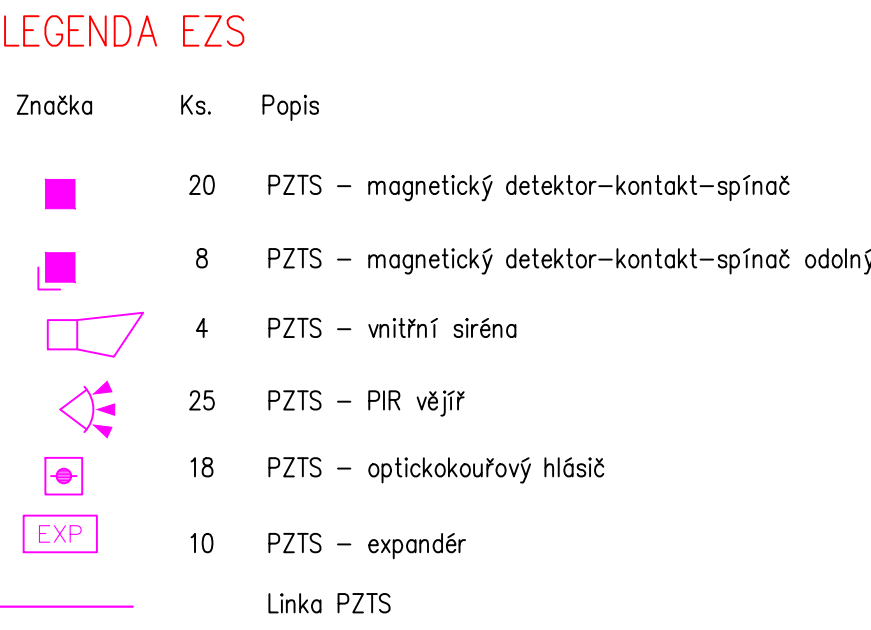 LEGENDA EZS
Značka Ks. Popis
20 PZTS – magnetický detektor–kontakt–spínač
8 PZTS – magnetický detektor–kontakt–spínač odolný
4 PZTS – vnitřní siréna
25 PZTS – PIR vějíř
18 PZTS – optickokouřový hlásič
EXP 10 PZTS – expandér
Linka PZTS